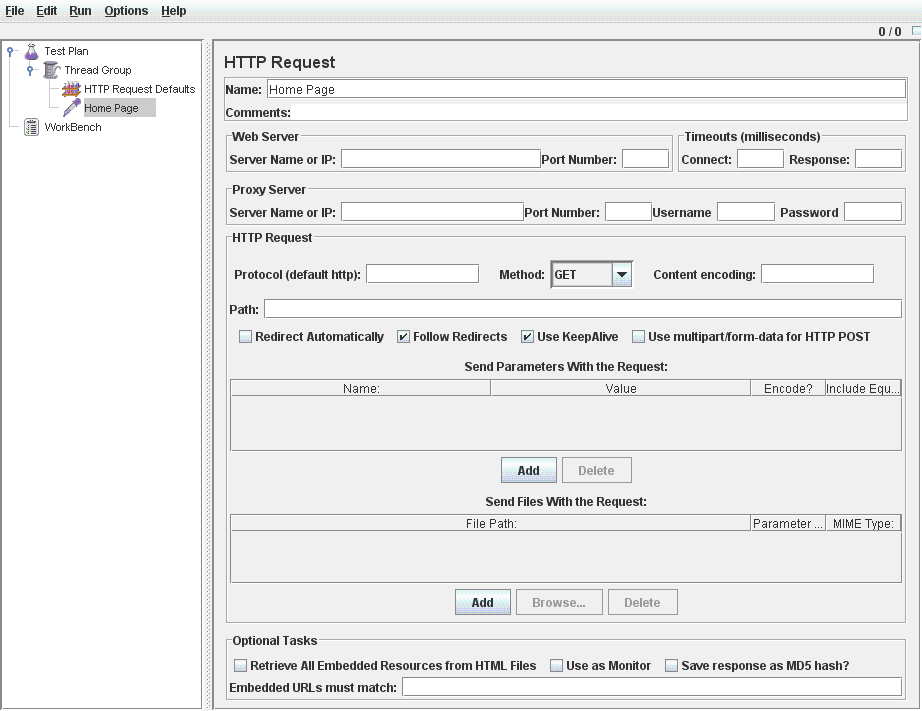 File Edit Run Options Help
0 / 0
Test Plan
Thread Group
HTTP Request Defaults
Home Page
WorkBench
HTTP Request
Name: Home Page
Comments:
Web Server
Server Name or IP: Port Number:
Timeouts (milliseconds)
Connect: Response:
Proxy Server
Server Name or IP: Port Number: Username Password
HTTP Request
Protocol (default http): Method: GET Content encoding:
Path:
Redirect Automatically Follow Redirects Use KeepAlive Use multipart/form-data for HTTP POST
Send Parameters With the Request:
Name: Value Encode? Include Equ...
Add Delete
Send Files With the Request:
File Path: Parameter ... MIME Type:
Add Browse... Delete
Optional Tasks
Retrieve All Embedded Resources from HTML Files Use as Monitor Save response as MD5 hash?
Embedded URLs must match: